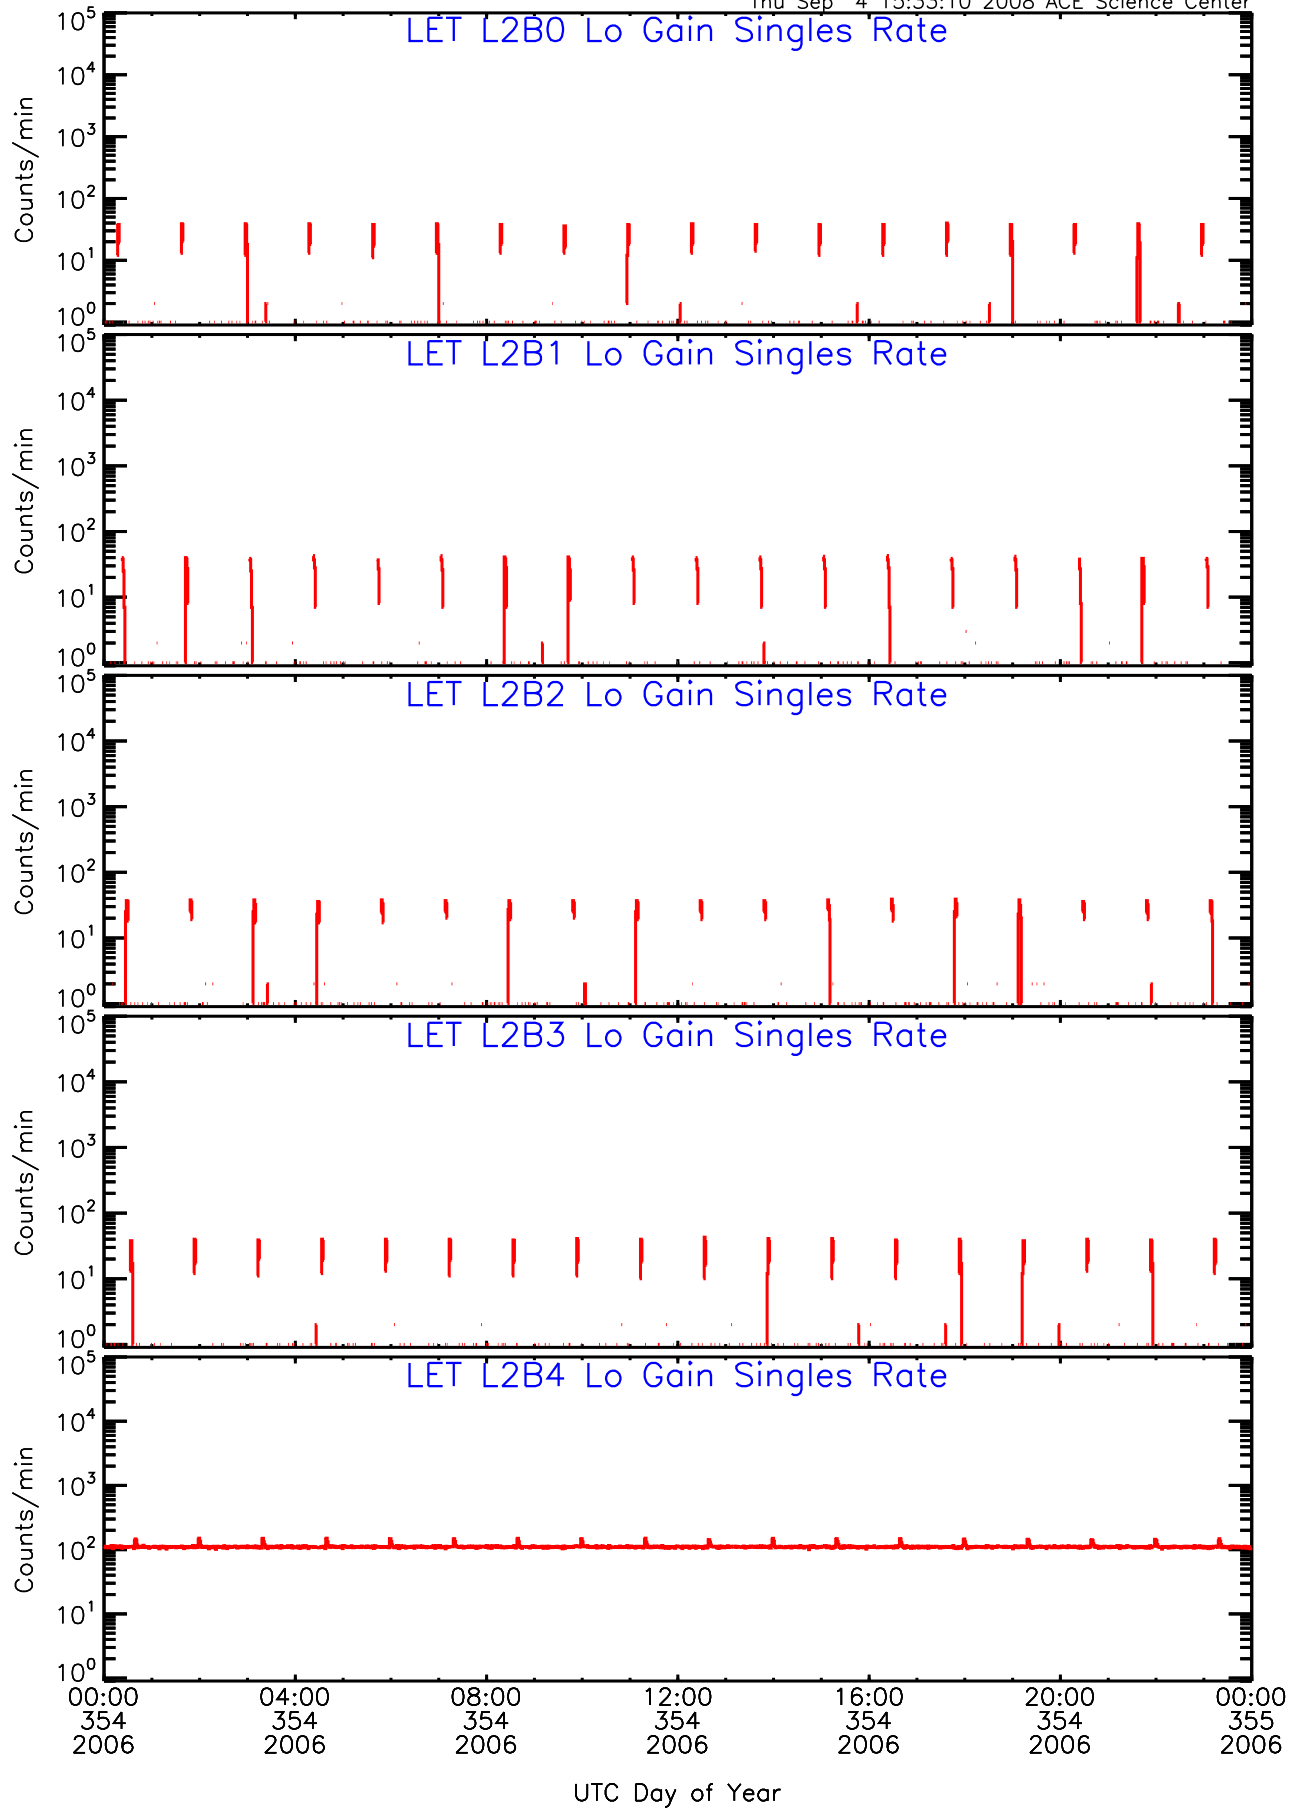 Thu Sep 4 15:33:10 2008 ACE Science Center
LET L2B0 Lo Gain Singles Rate
10^5
10^4
10^3
10^2
10^1
10^0
Counts/min
LET L2B1 Lo Gain Singles Rate
10^5
10^4
10^3
10^2
10^1
10^0
Counts/min
LET L2B2 Lo Gain Singles Rate
10^5
10^4
10^3
10^2
10^1
10^0
Counts/min
LET L2B3 Lo Gain Singles Rate
10^5
10^4
10^3
10^2
10^1
10^0
Counts/min
LET L2B4 Lo Gain Singles Rate
10^5
10^4
10^3
10^2
10^1
10^0
Counts/min
00:00 04:00 08:00 12:00 16:00 20:00 00:00
354 354 354 354 354 354 355
2006 2006 2006 2006 2006 2006 2006
UTC Day of Year